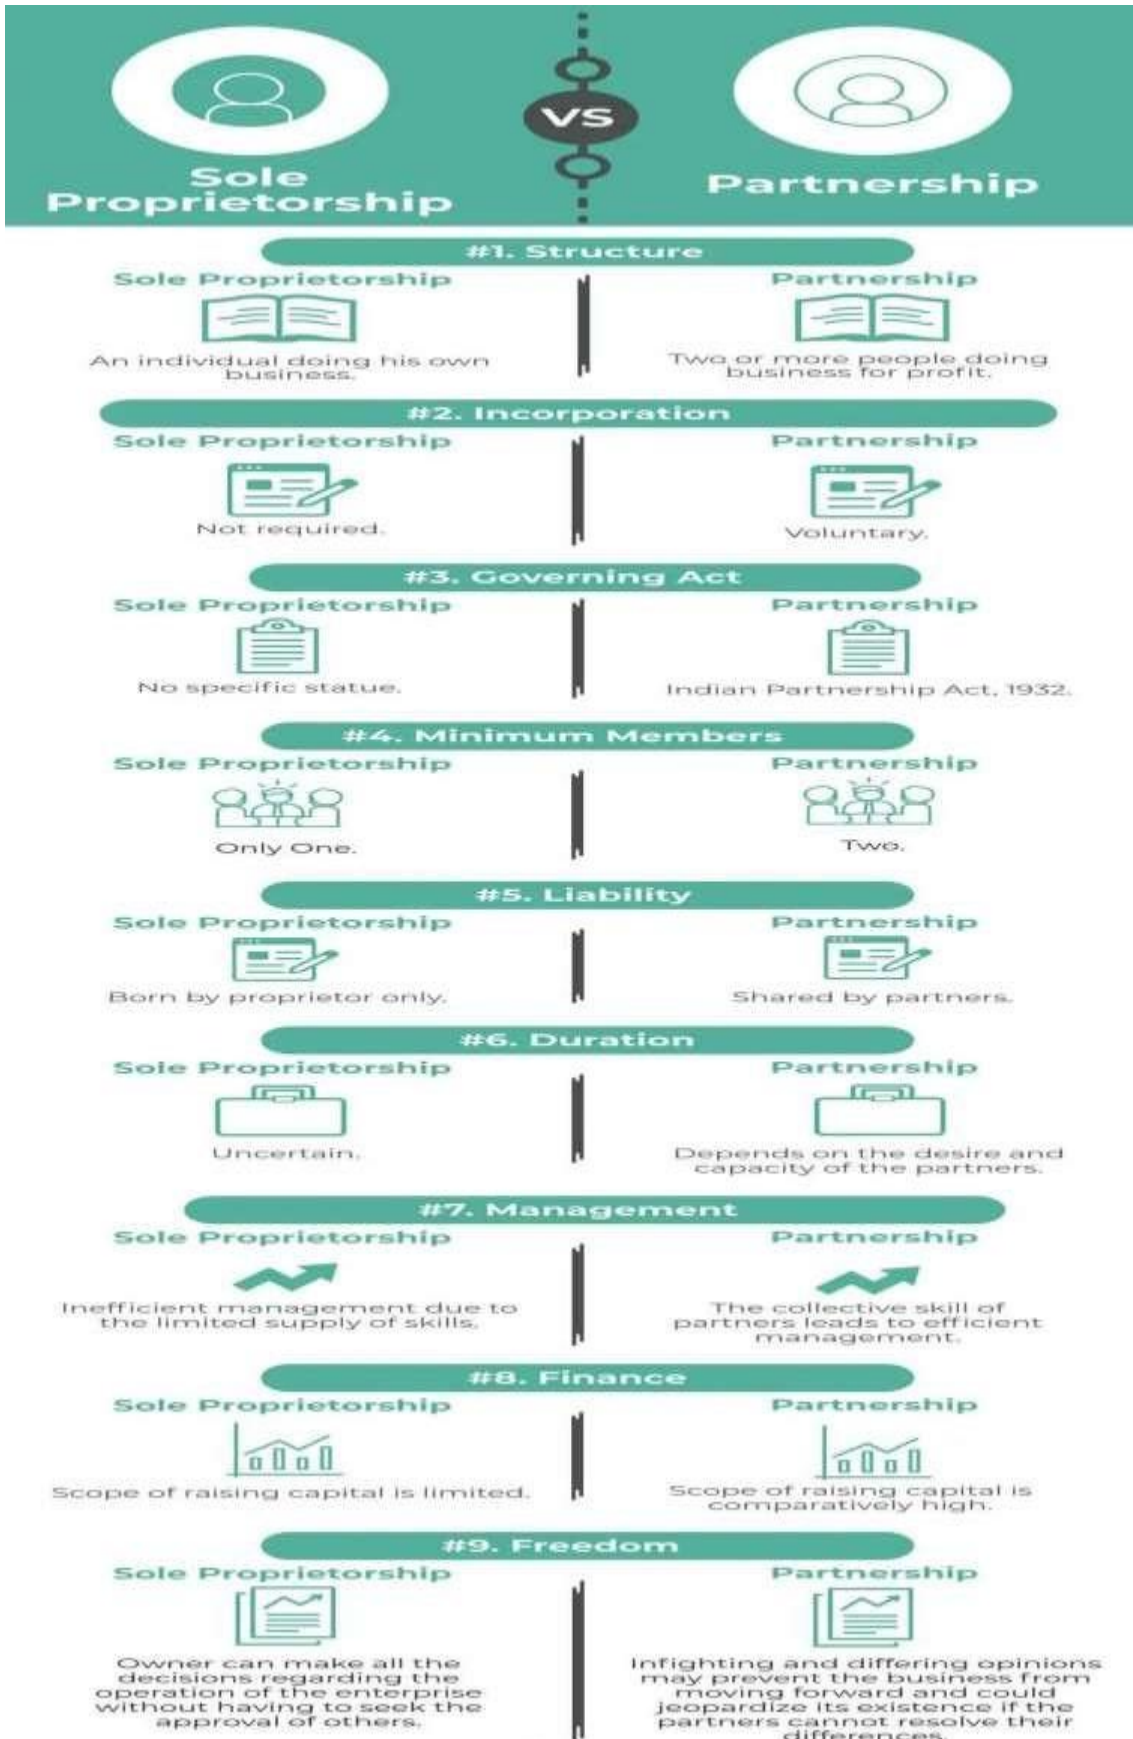 Sole
Proprietorship
VS
Partnership
#1. Structure
Sole Proprietorship
An individual doing his own
business.
Partnership
Two or more people doing
business for profit.
#2. Incorporation
Sole Proprietorship
Not required.
Partnership
Voluntary.
#3. Governing Act
Sole Proprietorship
No specific statue.
Partnership
Indian Partnership Act, 1932.
#4. Minimum Members
Sole Proprietorship
Only One.
Partnership
Two.
#5. Liability
Sole Proprietorship
Born by proprietor only.
Partnership
Shared by partners.
#6. Duration
Sole Proprietorship
Uncertain.
Partnership
Depends on the desire and
capacity of the partners.
#7. Management
Sole Proprietorship
Inefficient management due to
the limited supply of skills.
Partnership
The collective skill of
partners leads to efficient
management.
#8. Finance
Sole Proprietorship
Scope of raising capital is limited.
Partnership
Scope of raising capital is
comparatively high.
#9. Freedom
Sole Proprietorship
Owner can make all the
decisions regarding the
operation of the enterprise
without having to seek the
approval of others.
Partnership
Infighting and differing opinions
may prevent the business from
moving forward and could
jeopardize its existence if the
partners cannot resolve their
differences.